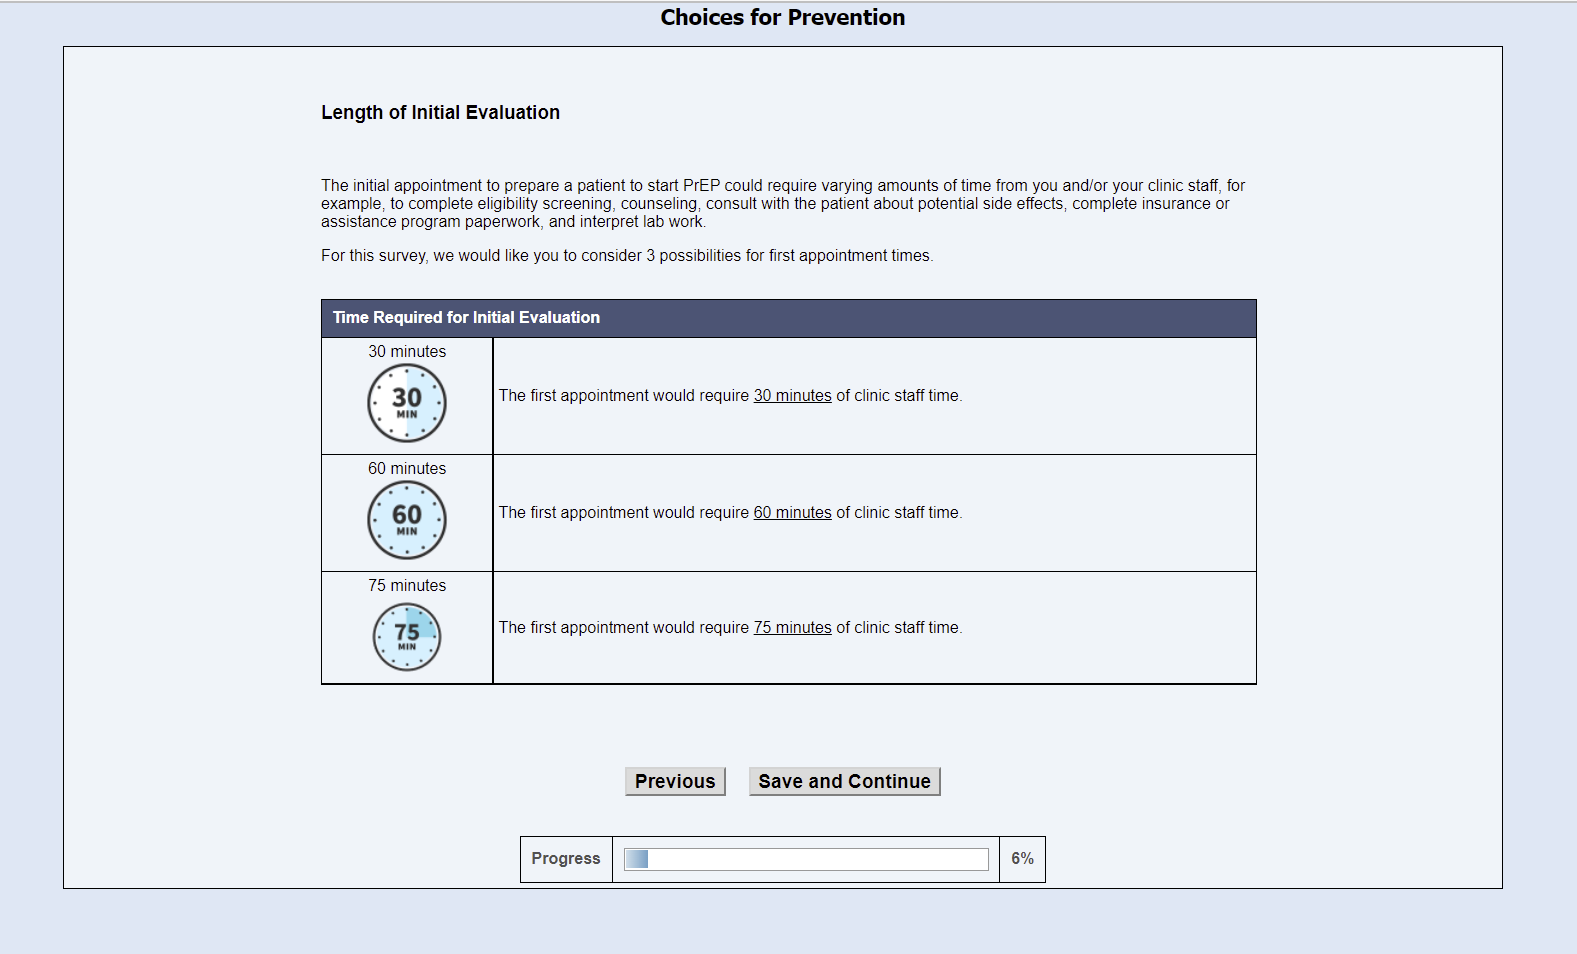 Choices for Prevention
Length of Initial Evaluation
The initial appointment to prepare a patient to start PrEP could require varying amounts of time from you and/or your clinic staff, for
example, to complete eligibility screening, counseling, consult with the patient about potential side effects, complete insurance or
assistance program paperwork, and interpret lab work.
For this survey, we would like you to consider 3 possibilities for first appointment times.
Time Required for Initial Evaluation
30 minutes
30
MIN
The first appointment would require 30 minutes of clinic staff time.
60 minutes
60
MIN
The first appointment would require 60 minutes of clinic staff time.
75 minutes
75
MIN
The first appointment would require 75 minutes of clinic staff time.
Previous
Save and Continue
Progress
6%